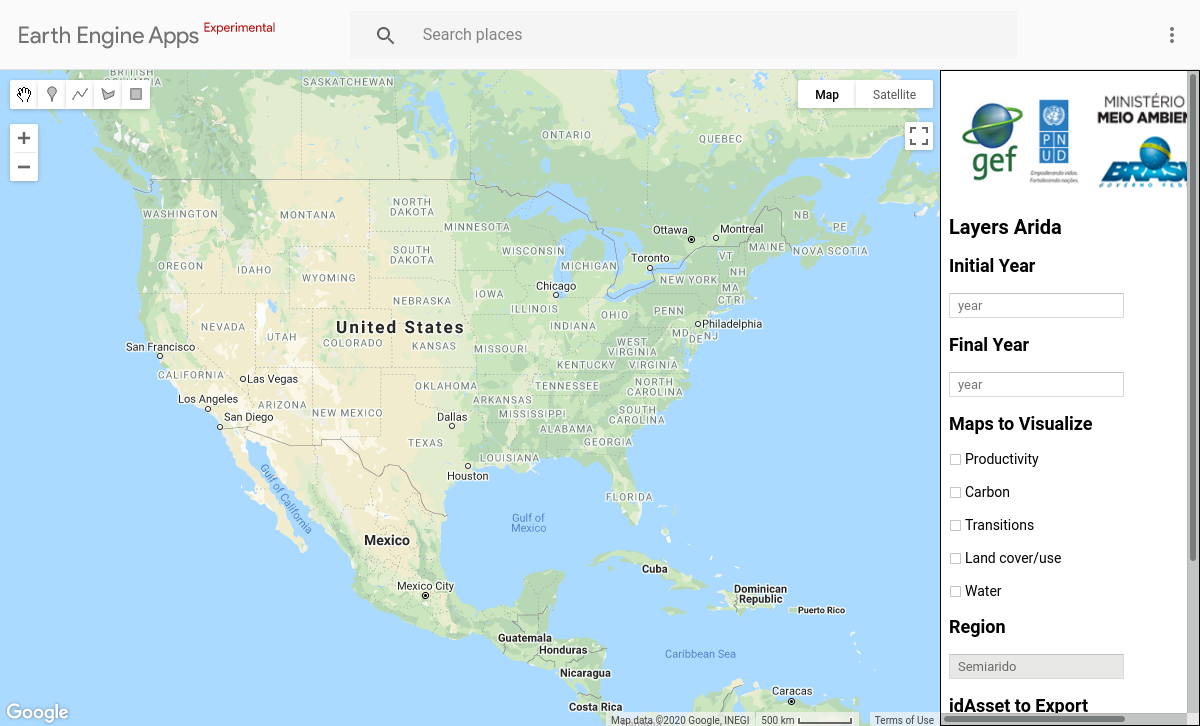 Earth Engine Apps Experimental
Search places
Map
Satellite
BRITISH
SASKATCHEWAN
ONTARIO
QUEBEC
WASHINGTON
MONTANA
NORTH
DAKOTA
MINNESOTA
NB
PE
Ottawa
Montreal
MAINE
NOVA SCOTIA
OREGON
IDAHO
SOUTH
DAKOTA
WISCONSIN
MICHIGAN
Toronto
VT
NH
WYOMING
NEW YORK
MA
CT RI
Chicago
IOWA
NEBRASKA
ILLINOIS
INDIANA
OHIO
PENN
Philadelphia
NEVADA
UTAH
United States
COLORADO
KANSAS
MISSOURI
WEST
VIRGINIA
MD
DE NJ
San Francisco
CALIFORNIA
Las Vegas
KENTUCKY
VIRGINIA
OKLAHOMA
TENNESSEE
NORTH
CAROLINA
Los Angeles
ARIZONA
NEW MEXICO
ARKANSAS
San Diego
Dallas
MISSISSIPPI
SOUTH
CAROLINA
ALABAMA
TEXAS
GEORGIA
LOUISIANA
Houston
Gulf of California
FLORIDA
Gulf of
Mexico
Mexico
Cuba
Mexico City
Dominican
Republic
Puerto Rico
Guatemala
Honduras
Caribbean Sea
Nicaragua
Caracas
Costa Rica
Google
Map data ©2020 Google, INEGI
500 km
Terms of Use
gef
PN
UD
Empoderando vidas.
Fortalecendo nações.
MINISTÉRIO
MEIO AMBIEN
BRAS
Layers Arida
Initial Year
year
Final Year
year
Maps to Visualize
Productivity
Carbon
Transitions
Land cover/use
Water
Region
Semiarido
idAsset to Export